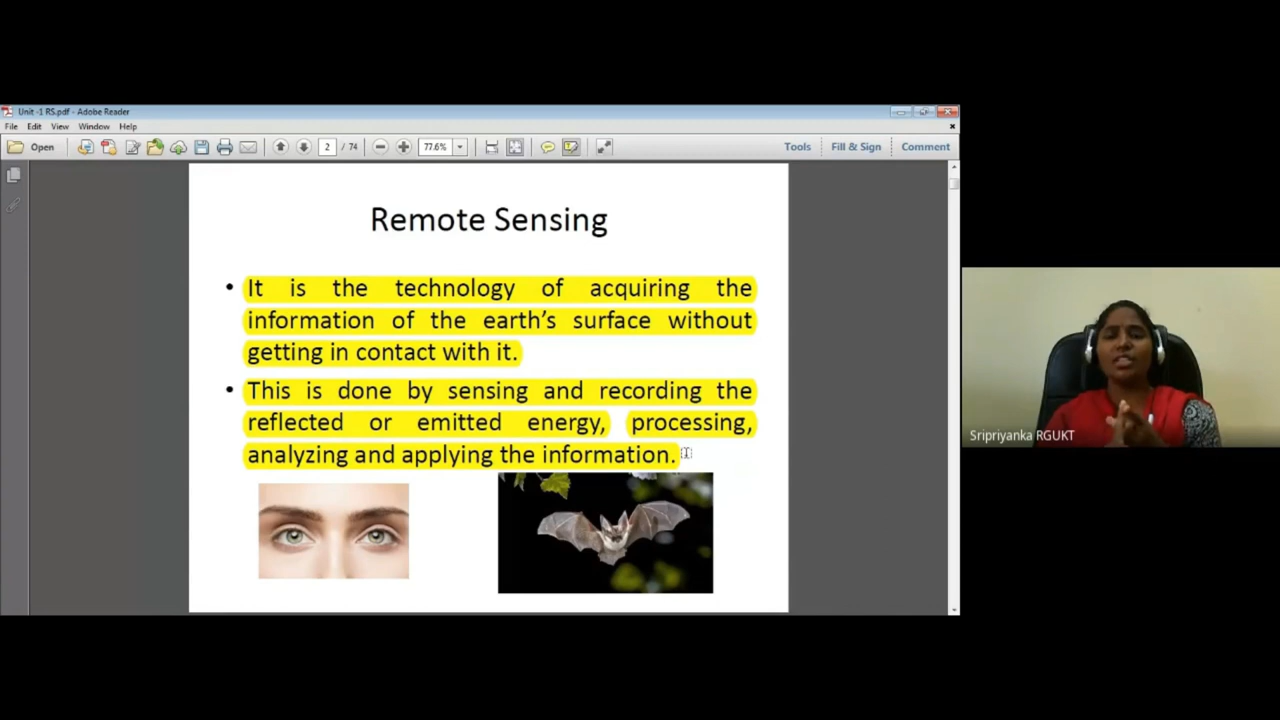 Unit -1 RS.pdf - Adobe Reader
File Edit View Window Help
Open 2 / 74 77.6% Tools Fill & Sign Comment
Remote Sensing
• It is the technology of acquiring the
information of the earth's surface without
getting in contact with it.
• This is done by sensing and recording the
reflected or emitted energy, processing,
analyzing and applying the information.
Sripriyanka RGUKT